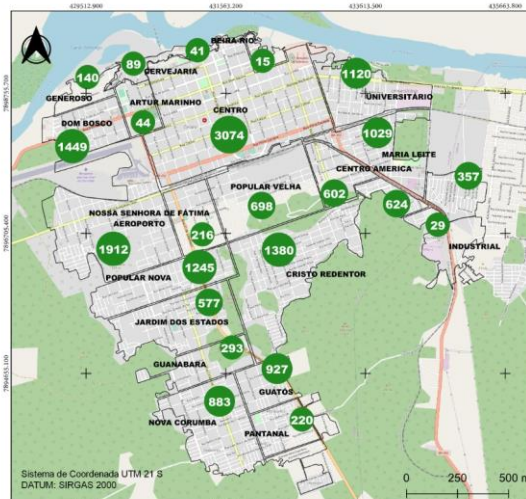 429512.900 431563.200 433613.500 435663.800
BEIRA-RIO
41
89
15
CERVEJARIA
140
1120
GENEROSO
UNIVERSITÁRIO
ARTUR MARINHO
CENTRO
DOM BOSCO
44
1029
3074
1449
MARIA LEITE
CENTRO AMERICA
357
POPULAR VELHA
602
698
624
NOSSA SENHORA DE FÁTIMA
AEROPORTO
216
29
1912
1380
INDUSTRIAL
1245
CRISTO REDENTOR
POPULAR NOVA
577
JARDIM DOS ESTADOS
293
GUANABARA
927
GUATÓS
883
220
NOVA CORUMBA
PANTANAL
Sistema de Coordenada UTM 21 S
DATUM: SIRGAS 2000
0 250 500 m